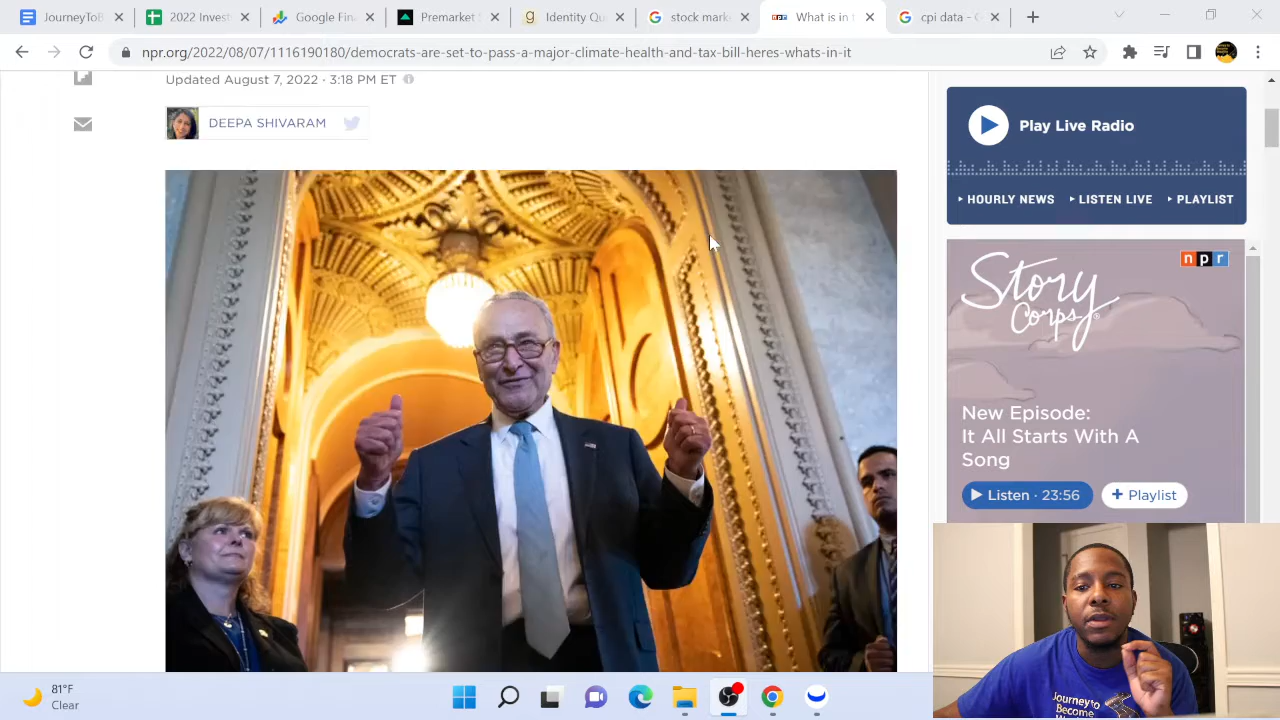 JourneyToB
2022 Invest
Google Fina
Premarket
Identity Qu
stock mark
What is in t
cpi data - G
npr.org/2022/08/07/1116190180/democrats-are-set-to-pass-a-major-climate-health-and-tax-bill-heres-whats-in-it
Updated August 7, 2022 · 3:18 PM ET
DEEPA SHIVARAM
Play Live Radio
HOURLY NEWS
LISTEN LIVE
PLAYLIST
npr
Story
Corps
New Episode:
It All Starts With A
Song
Listen · 23:56
+ Playlist
Journey to
Become
81°F
Clear